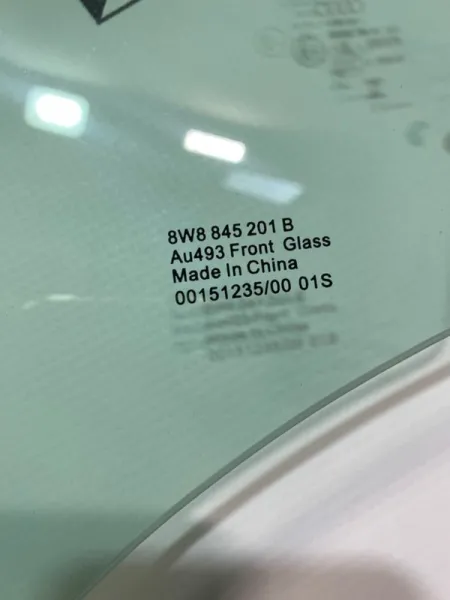 8W8 845 201 B
Au493 Front Glass
Made In China
00151235/00 01S